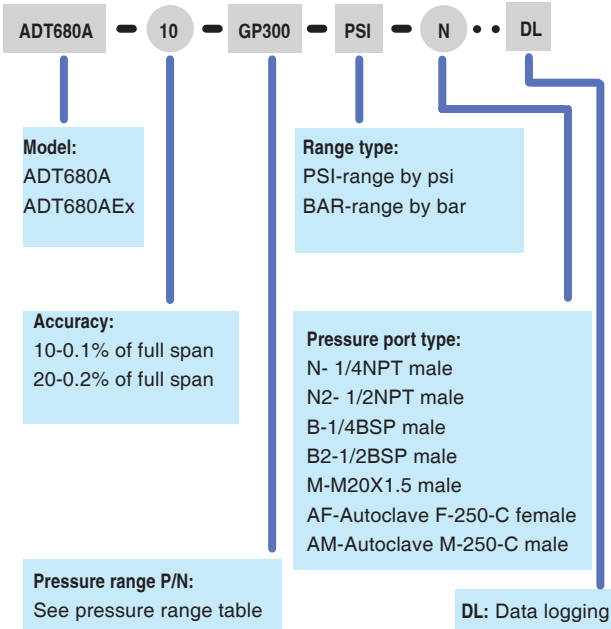 ADT680A - 10 - GP300 - PSI - N • • DL
Model:
ADT680A
ADT680AEx
Range type:
PSI-range by psi
BAR-range by bar
Accuracy:
10-0.1% of full span
20-0.2% of full span
Pressure port type:
N- 1/4NPT male
N2- 1/2NPT male
B-1/4BSP male
B2-1/2BSP male
M-M20X1.5 male
AF-Autoclave F-250-C female
AM-Autoclave M-250-C male
Pressure range P/N:
See pressure range table
DL: Data logging